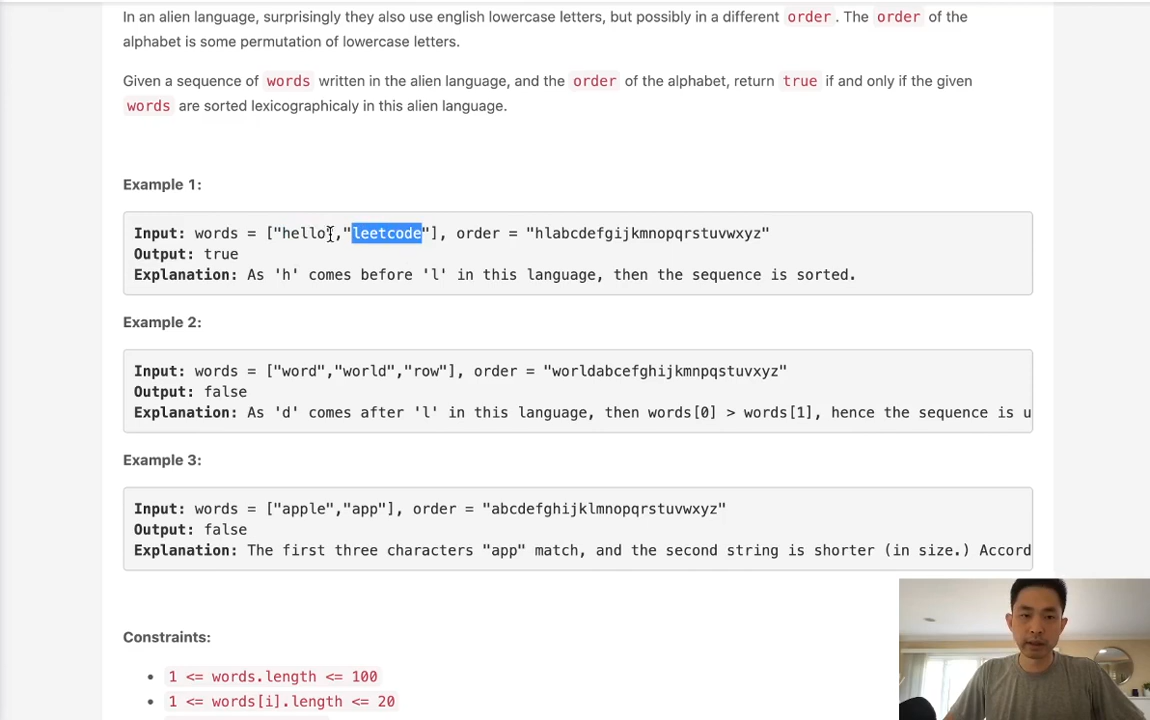 In an alien language, surprisingly they also use english lowercase letters, but possibly in a different order. The order of the
alphabet is some permutation of lowercase letters.
Given a sequence of words written in the alien language, and the order of the alphabet, return true if and only if the given
words are sorted lexicographicaly in this alien language.
Example 1:
Input: words = ["hello","leetcode"], order = "hlabcdefgijkmnopqrstuvwxyz"
Output: true
Explanation: As 'h' comes before 'l' in this language, then the sequence is sorted.
Example 2:
Input: words = ["word","world","row"], order = "worldabcefghijkmnpqstuvxyz"
Output: false
Explanation: As 'd' comes after 'l' in this language, then words[0] > words[1], hence the sequence is u
Example 3:
Input: words = ["apple","app"], order = "abcdefghijklmnopqrstuvwxyz"
Output: false
Explanation: The first three characters "app" match, and the second string is shorter (in size.) Accord
Constraints:
• 1 <= words.length <= 100
• 1 <= words[i].length <= 20